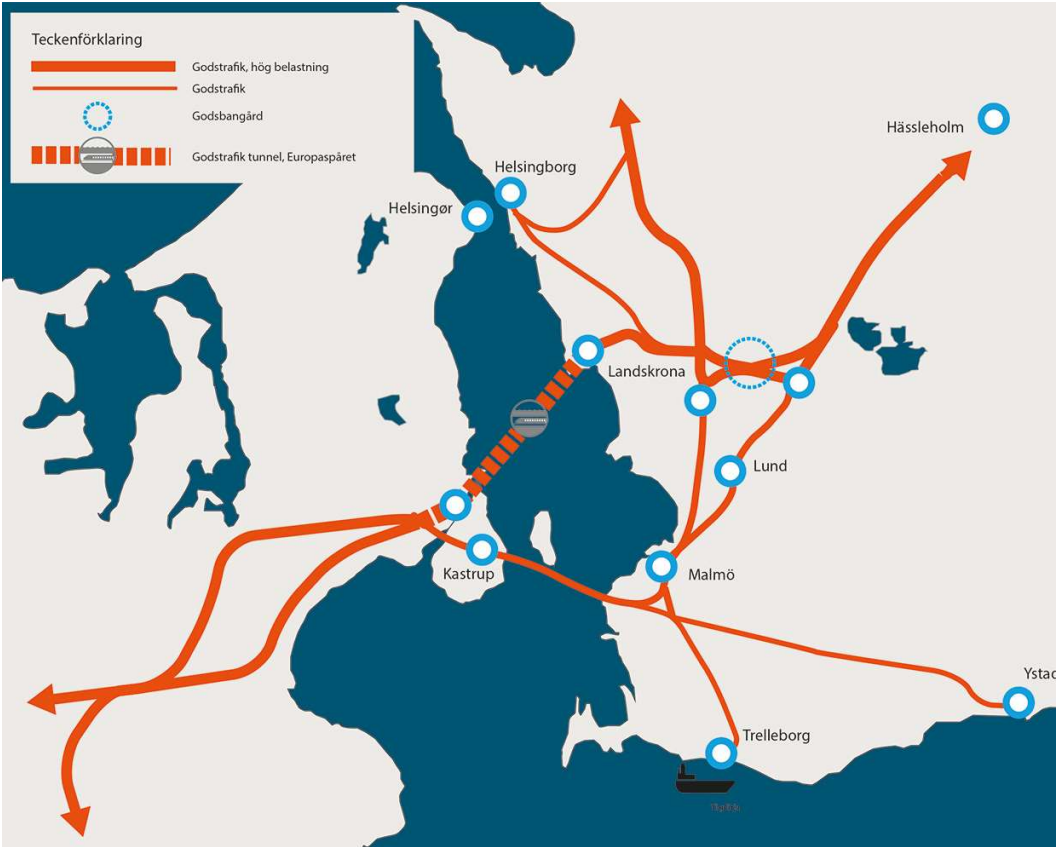 Teckenförklaring
Godstrafik, hög belastning
Godstrafik
Godsbangård
Godstrafik tunnel, Europaspåret
Hässleholm
Helsingborg
Helsingør
Landskrona
Lund
Kastrup
Malmö
Ystad
Trelleborg